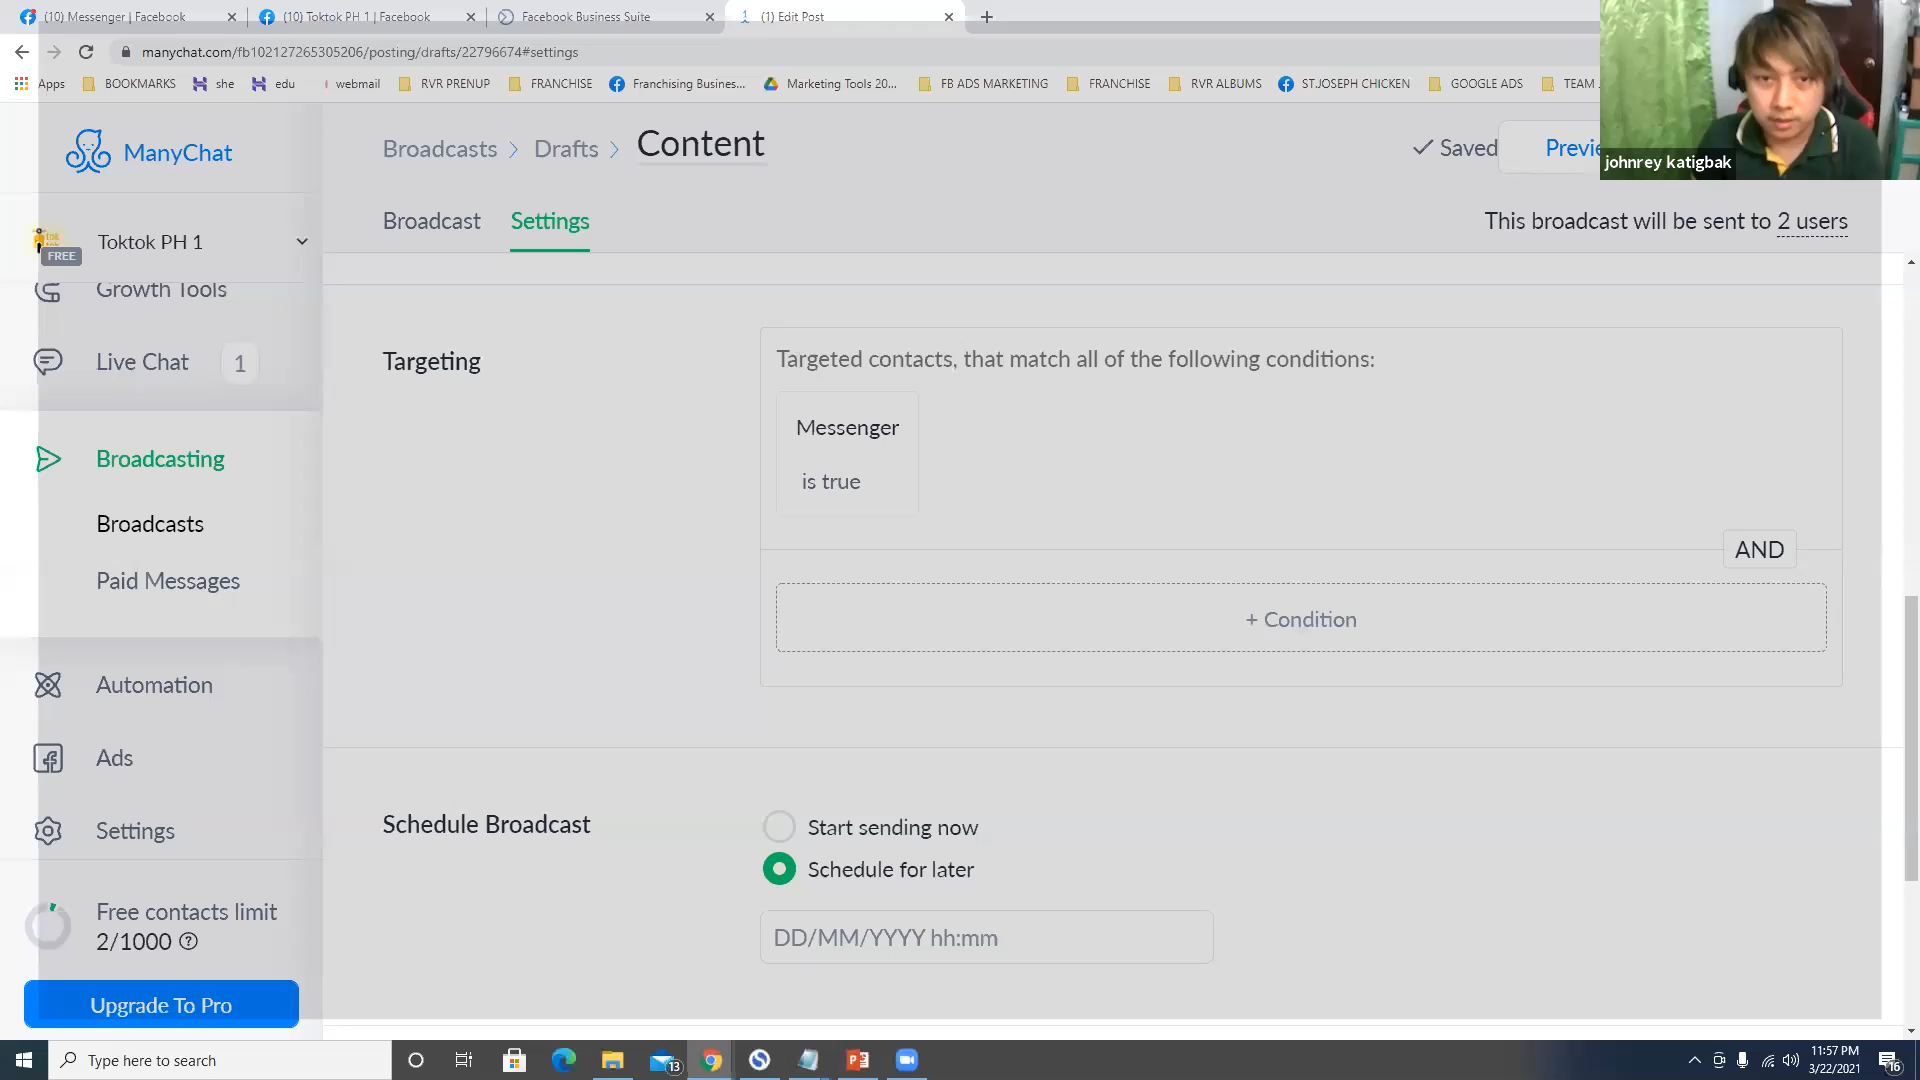 (10) Messenger | Facebook
(10) Toktok PH 1 | Facebook
Facebook Business Suite
(1) Edit Post
manychat.com/fb102127265305206/posting/drafts/22796674#settings
Apps
BOOKMARKS
she
edu
webmail
RVR PRENUP
FRANCHISE
Franchising Busines...
Marketing Tools 20...
FB ADS MARKETING
FRANCHISE
RVR ALBUMS
ST.JOSEPH CHICKEN
GOOGLE ADS
TEAM
johnrey katigbak
ManyChat
Broadcasts > Drafts > Content
Saved
Previe
Toktok PH 1
FREE
Broadcast
Settings
This broadcast will be sent to 2 users
Growth Tools
Live Chat
1
Broadcasting
Broadcasts
Paid Messages
Automation
Ads
Settings
Free contacts limit
2/1000
Upgrade To Pro
Targeting
Targeted contacts, that match all of the following conditions:
Messenger
is true
AND
+ Condition
Schedule Broadcast
Start sending now
Schedule for later
DD/MM/YYYY hh:mm
Type here to search
13
11:57 PM
3/22/2021
16